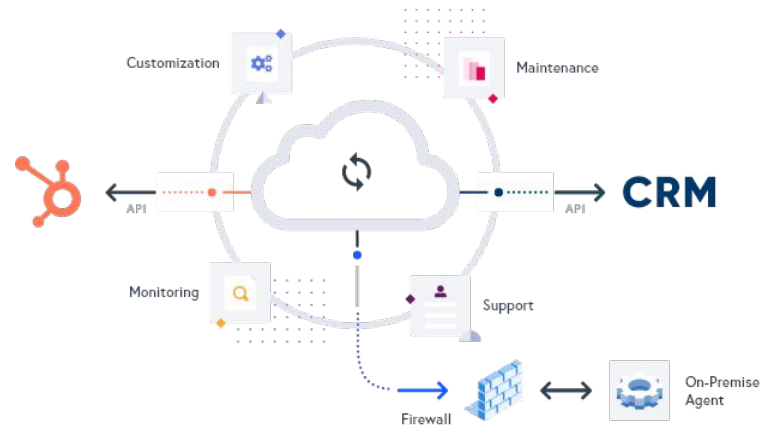 Customization
Maintenance
API
API
CRM
Monitoring
Support
Firewall
On-Premise
Agent